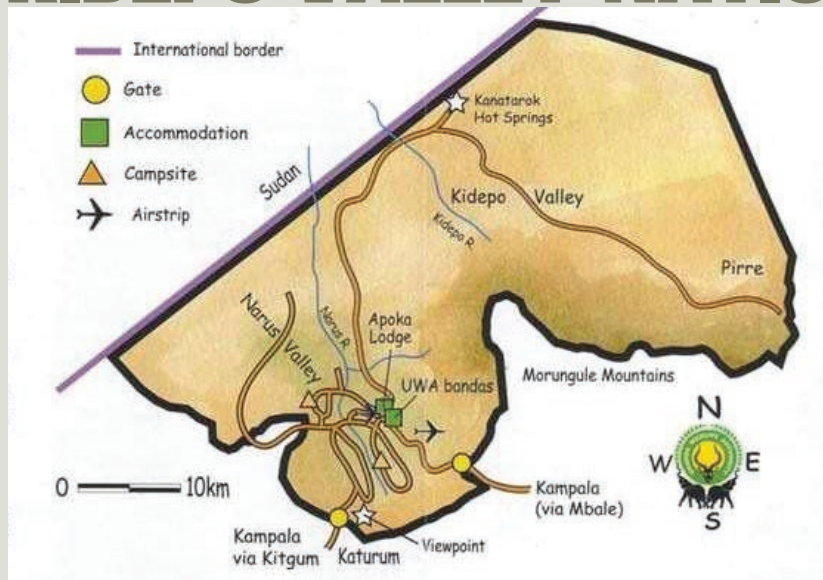 International border
Gate
Accommodation
Campsite
Airstrip
Sudan
Kanatarok
Hot Springs
Kidepo Valley
Kidepo R.
Pirre
Narus Valley
Narus R.
Apoka
Lodge
UWA bandas
Morungule Mountains
N
W E
S
0 10km
Kampala
(via Mbale)
Kampala
via Kitgum
Katurum
Viewpoint